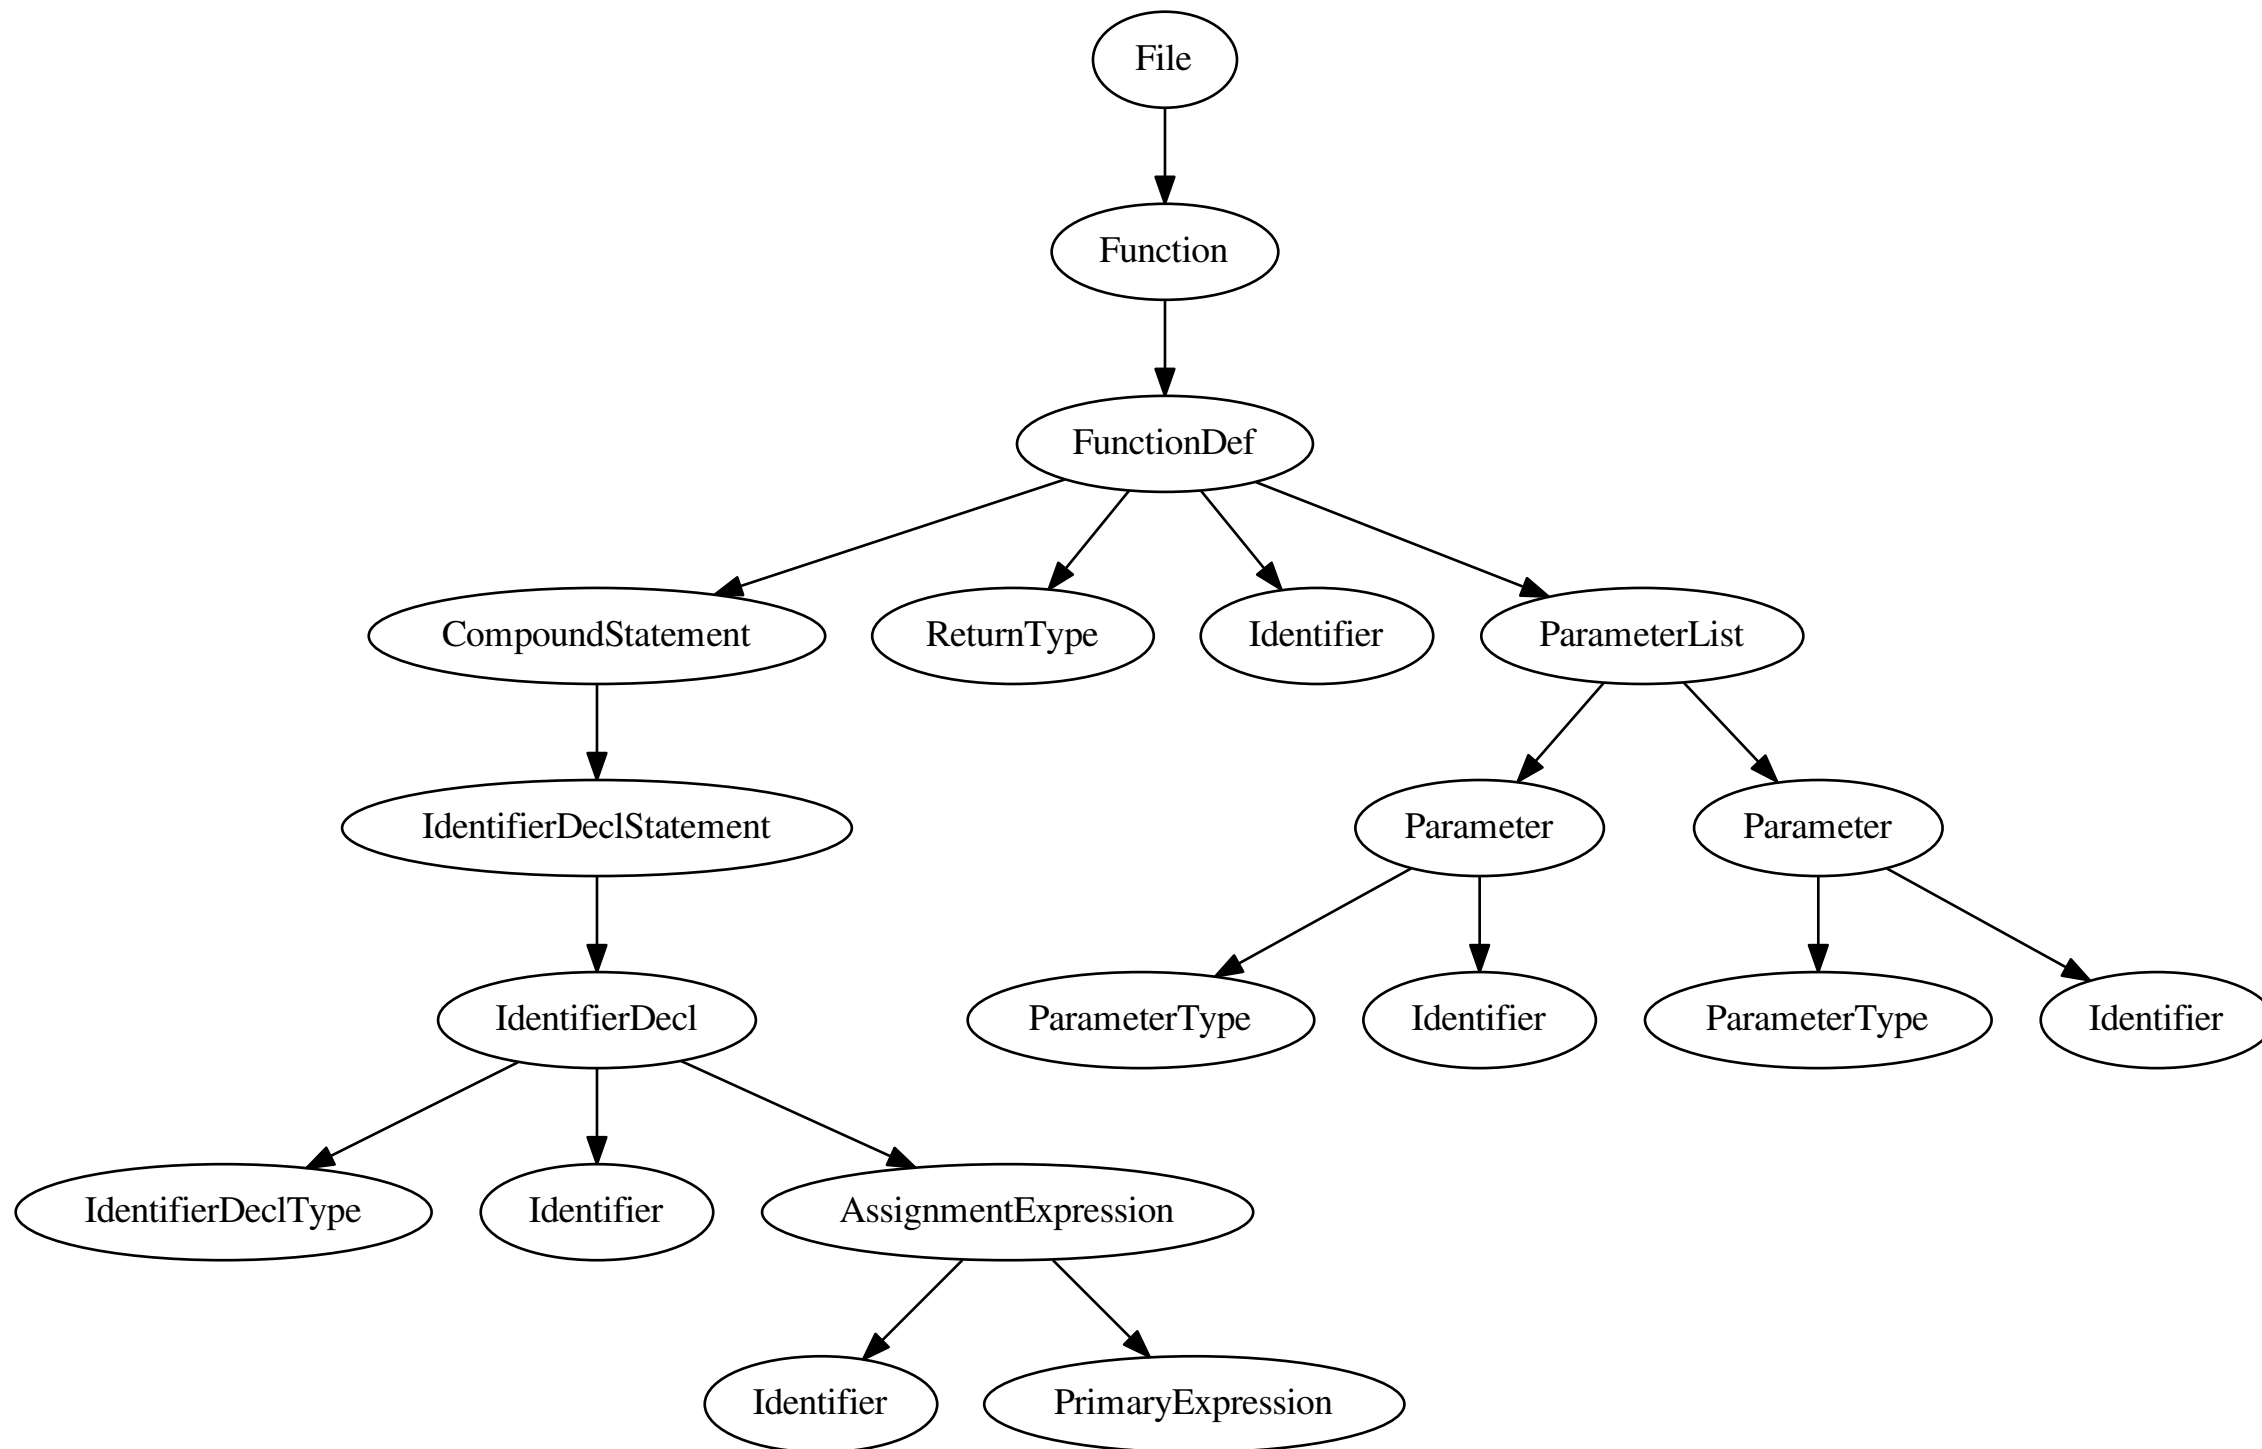 File
Function
FunctionDef
CompoundStatement
ReturnType
Identifier
ParameterList
IdentifierDeclStatement
Parameter
Parameter
IdentifierDecl
ParameterType
Identifier
ParameterType
Identifier
IdentifierDeclType
Identifier
AssignmentExpression
Identifier
PrimaryExpression